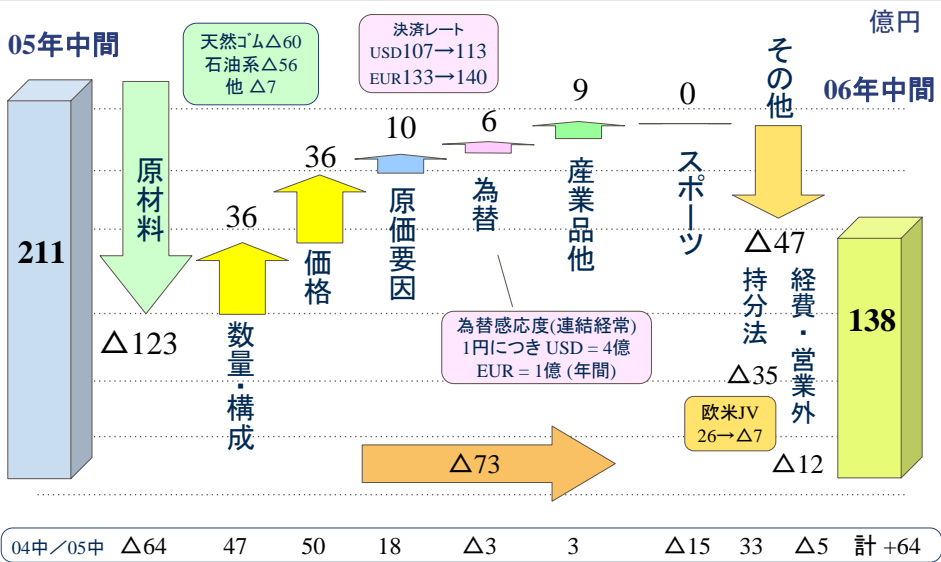 億円
05年中間
天然ｺﾞﾑ△60
石油系△56
他 △7
決済レート
USD107→113
EUR133→140
その他
06年中間
211
原材料
△123
36
数量・構成
36
価格
10
原価要因
6
為替
9
産業品他
0
スポーツ
△47
持分法
△35
経費・営業外
△12
138
為替感応度(連結経常)
1円につき USD = 4億
EUR = 1億 (年間)
欧米JV
26→△7
△73
04中／05中 △64 47 50 18 △3 3 △15 33 △5 計 +64